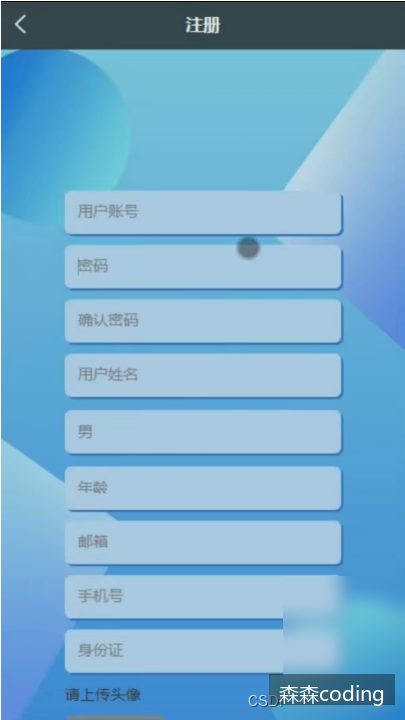 注册
用户账号
密码
确认密码
用户姓名
男
年龄
邮箱
手机号
身份证
请上传头像
CSD
森森coding